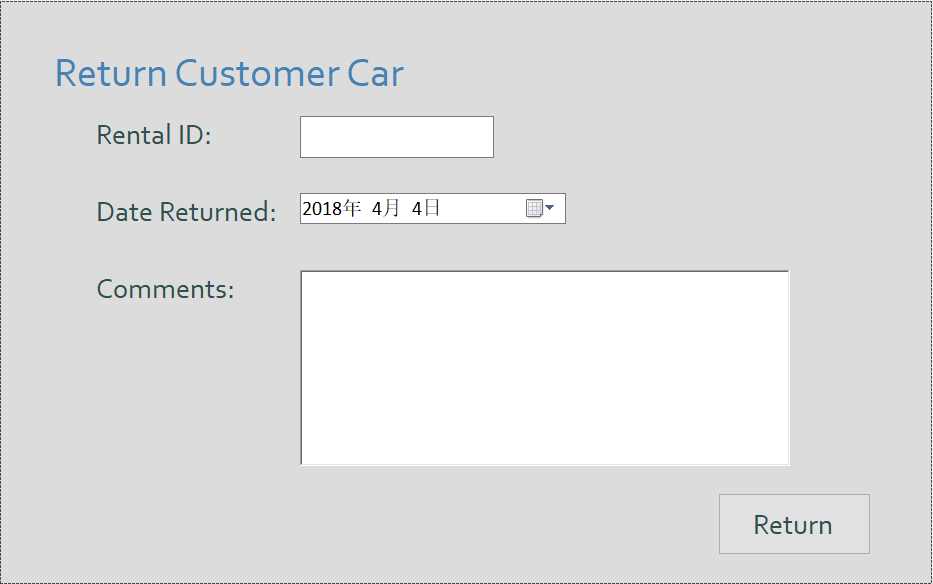 Return Customer Car
Rental ID:
Date Returned: 2018年 4月 4日
Comments:
Return